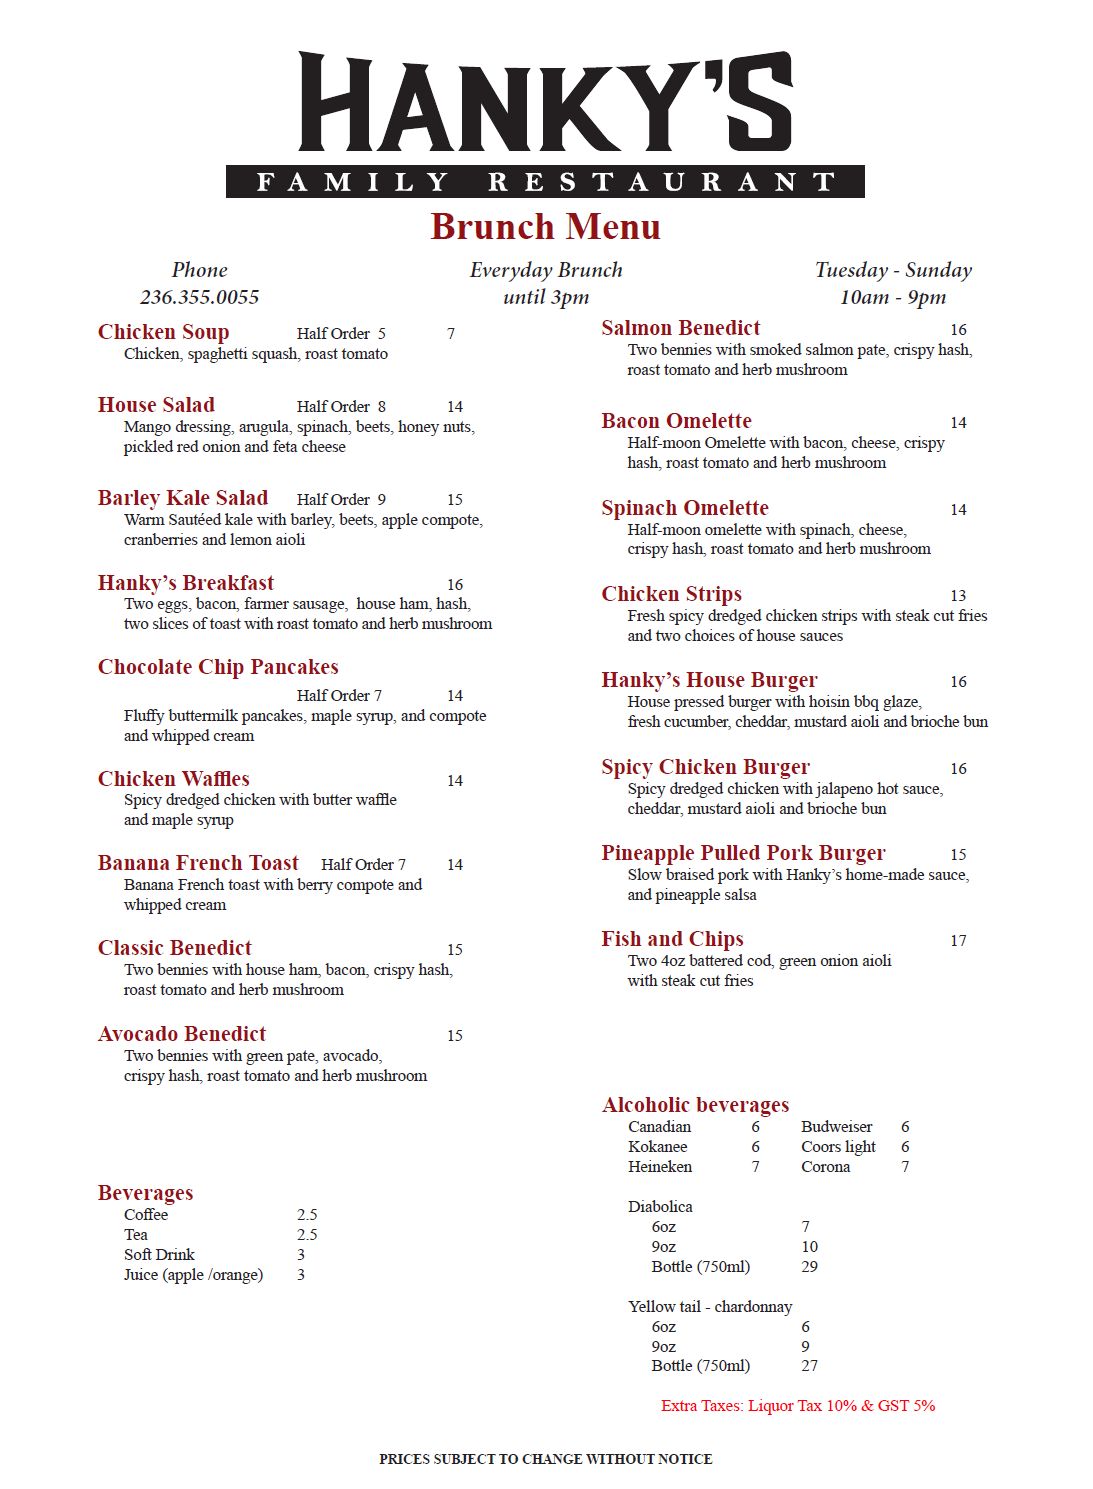 HANKY'S
FAMILY RESTAURANT
Brunch Menu
Phone
236.355.0055
Everyday Brunch
until 3pm
Tuesday - Sunday
10am - 9pm
Chicken Soup Half Order 5 7
Chicken, spaghetti squash, roast tomato
House Salad Half Order 8 14
Mango dressing, arugula, spinach, beets, honey nuts,
pickled red onion and feta cheese
Barley Kale Salad Half Order 9 15
Warm Sautéed kale with barley, beets, apple compote,
cranberries and lemon aioli
Hanky's Breakfast 16
Two eggs, bacon, farmer sausage, house ham, hash,
two slices of toast with roast tomato and herb mushroom
Chocolate Chip Pancakes
Half Order 7 14
Fluffy buttermilk pancakes, maple syrup, and compote
and whipped cream
Chicken Waffles 14
Spicy dredged chicken with butter waffle
and maple syrup
Banana French Toast Half Order 7 14
Banana French toast with berry compote and
whipped cream
Classic Benedict 15
Two bennies with house ham, bacon, crispy hash,
roast tomato and herb mushroom
Avocado Benedict 15
Two bennies with green pate, avocado,
crispy hash, roast tomato and herb mushroom
Beverages
Coffee 2.5
Tea 2.5
Soft Drink 3
Juice (apple /orange) 3
Salmon Benedict 16
Two bennies with smoked salmon pate, crispy hash,
roast tomato and herb mushroom
Bacon Omelette 14
Half-moon Omelette with bacon, cheese, crispy
hash, roast tomato and herb mushroom
Spinach Omelette 14
Half-moon omelette with spinach, cheese,
crispy hash, roast tomato and herb mushroom
Chicken Strips 13
Fresh spicy dredged chicken strips with steak cut fries
and two choices of house sauces
Hanky's House Burger 16
House pressed burger with hoisin bbq glaze,
fresh cucumber, cheddar, mustard aioli and brioche bun
Spicy Chicken Burger 16
Spicy dredged chicken with jalapeno hot sauce,
cheddar, mustard aioli and brioche bun
Pineapple Pulled Pork Burger 15
Slow braised pork with Hanky's home-made sauce,
and pineapple salsa
Fish and Chips 17
Two 4oz battered cod, green onion aioli
with steak cut fries
Alcoholic beverages
Canadian 6 Budweiser 6
Kokanee 6 Coors light 6
Heineken 7 Corona 7
Diabolica
6oz 7
9oz 10
Bottle (750ml) 29
Yellow tail - chardonnay
6oz 6
9oz 9
Bottle (750ml) 27
Extra Taxes: Liquor Tax 10% & GST 5%
PRICES SUBJECT TO CHANGE WITHOUT NOTICE